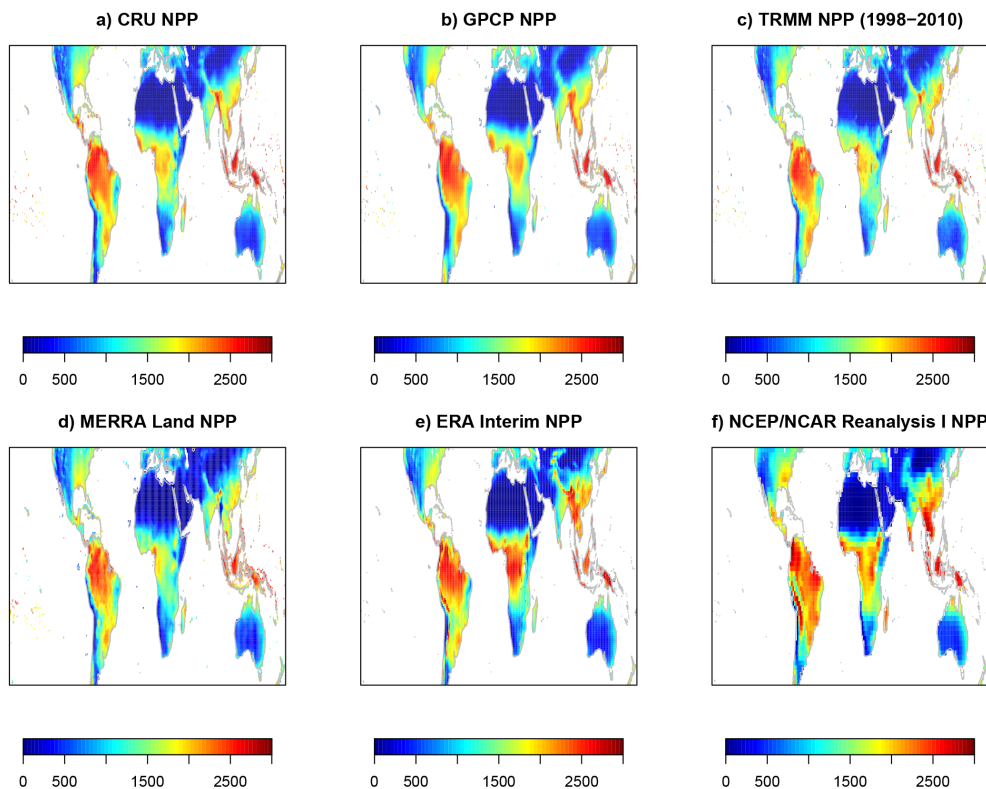 a) CRU NPP
b) GPCP NPP
c) TRMM NPP (1998−2010)
0 500 1500 2500
0 500 1500 2500
0 500 1500 2500
d) MERRA Land NPP
e) ERA Interim NPP
f) NCEP/NCAR Reanalysis I NPP
0 500 1500 2500
0 500 1500 2500
0 500 1500 2500